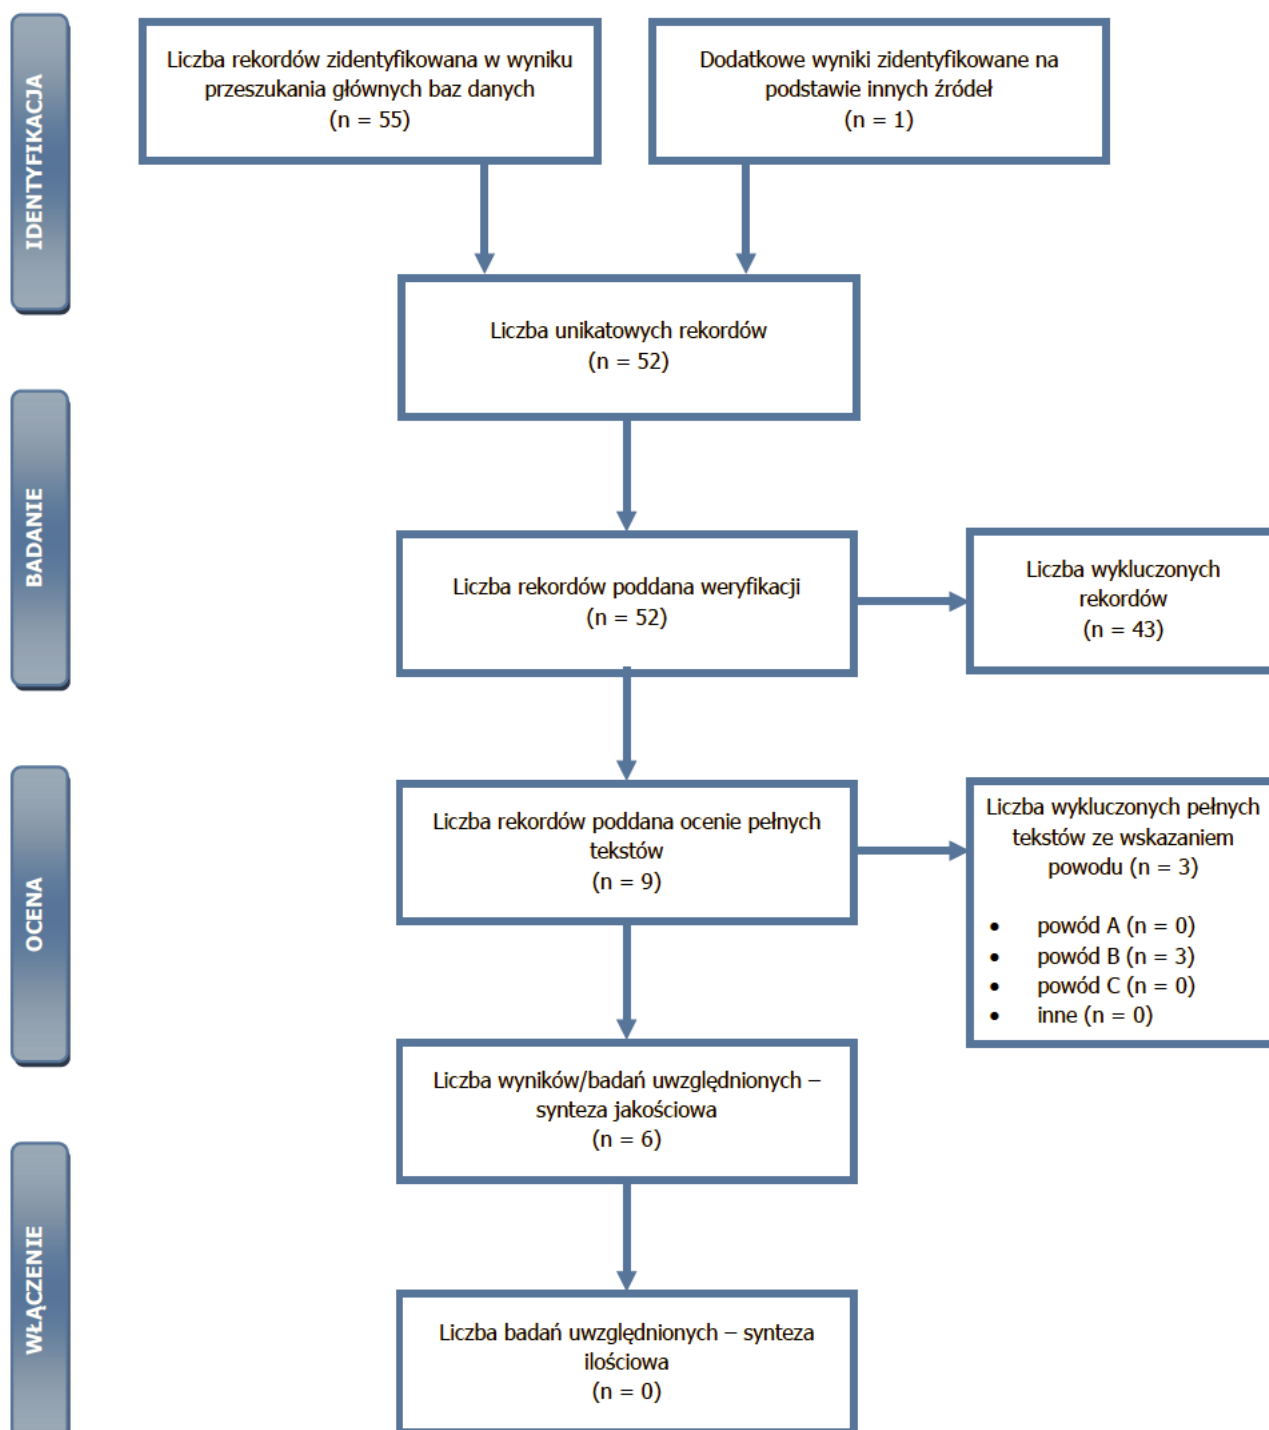 IDENTYFIKACJA
Liczba rekordów zidentyfikowana w wyniku
przeszukania głównych baz danych
(n = 55)
Dodatkowe wyniki zidentyfikowane na
podstawie innych źródeł
(n = 1)
Liczba unikatowych rekordów
(n = 52)
BADANIE
Liczba rekordów poddana weryfikacji
(n = 52)
Liczba wykluczonych
rekordów
(n = 43)
OCENA
Liczba rekordów poddana ocenie pełnych
tekstów
(n = 9)
Liczba wykluczonych pełnych
tekstów ze wskazaniem
powodu (n = 3)
• powód A (n = 0)
• powód B (n = 3)
• powód C (n = 0)
• inne (n = 0)
Liczba wyników/badań uwzględnionych –
synteza jakościowa
(n = 6)
WŁĄCZENIE
Liczba badań uwzględnionych – synteza
ilościowa
(n = 0)